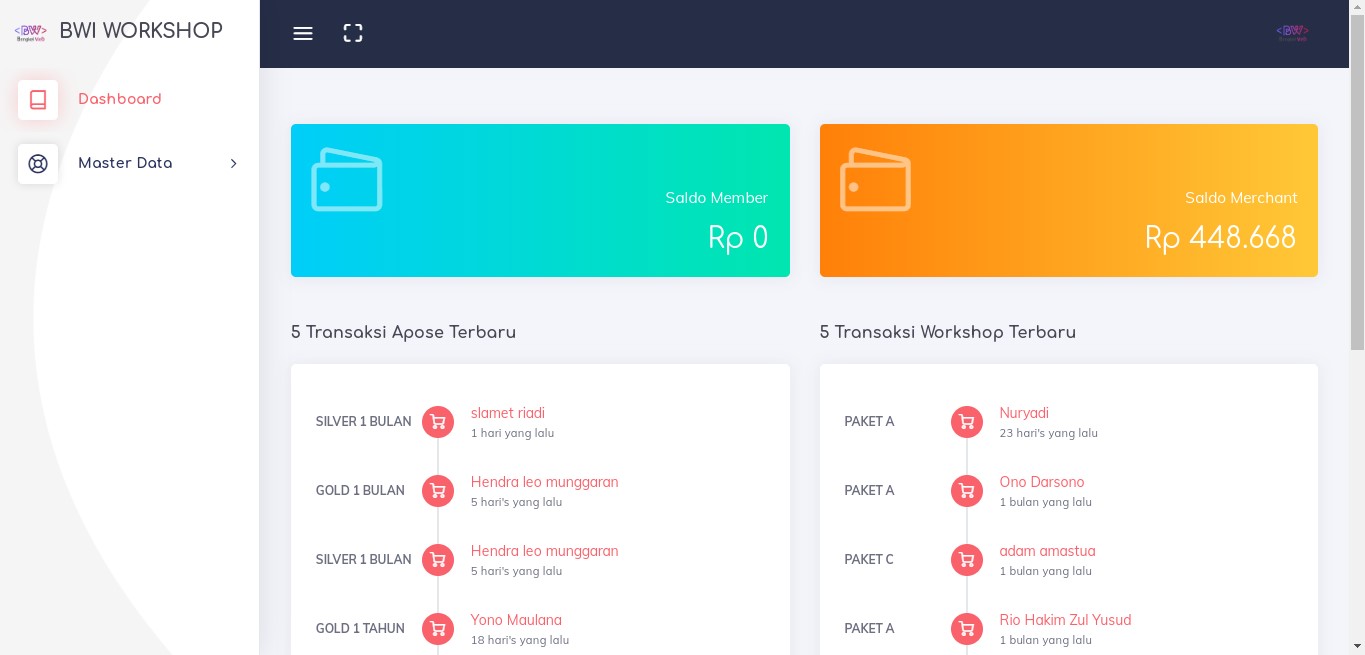 <BW>
Bengkel Web
BWI WORKSHOP
Dashboard
Master Data
Saldo Member
Rp 0
Saldo Merchant
Rp 448.668
5 Transaksi Apose Terbaru
SILVER 1 BULAN
slamet riadi
1 hari yang lalu
GOLD 1 BULAN
Hendra leo munggaran
5 hari's yang lalu
SILVER 1 BULAN
Hendra leo munggaran
5 hari's yang lalu
GOLD 1 TAHUN
Yono Maulana
18 hari's yang lalu
5 Transaksi Workshop Terbaru
PAKET A
Nuryadi
23 hari's yang lalu
PAKET A
Ono Darsono
1 bulan yang lalu
PAKET C
adam amastua
1 bulan yang lalu
PAKET A
Rio Hakim Zul Yusud
1 bulan yang lalu